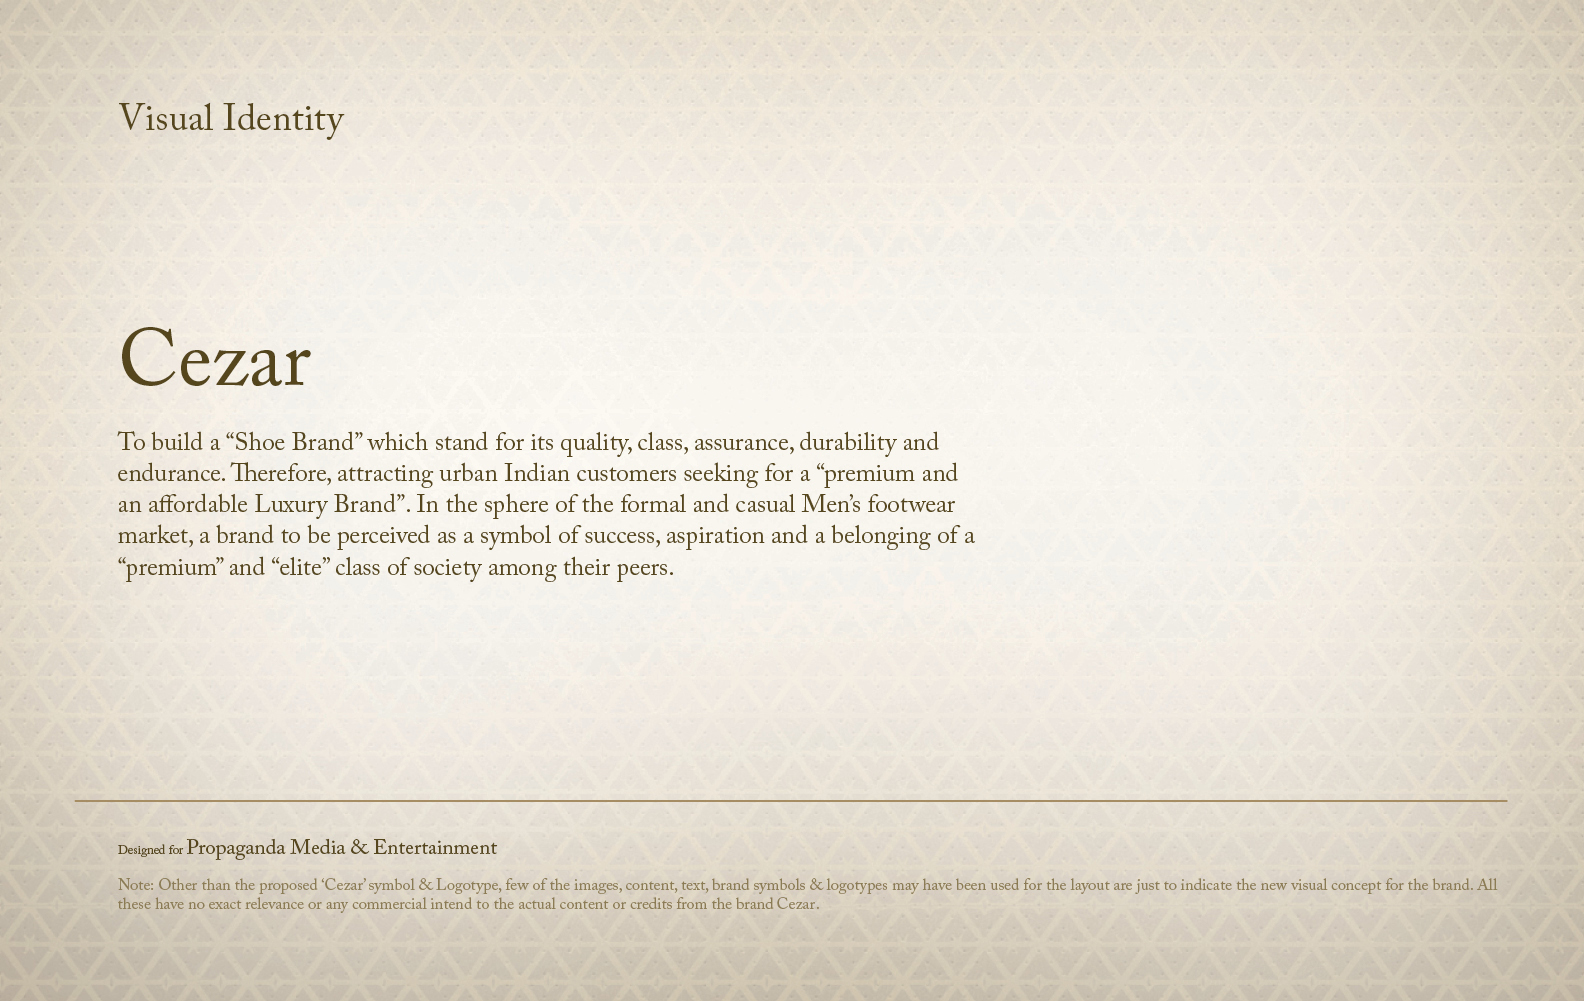 Visual Identity
Cezar
To build a “Shoe Brand” which stand for its quality, class, assurance, durability and
endurance. Therefore, attracting urban Indian customers seeking for a “premium and
an affordable Luxury Brand”. In the sphere of the formal and casual Men’s footwear
market, a brand to be perceived as a symbol of success, aspiration and a belonging of a
“premium” and “elite” class of society among their peers.
Designed for Propaganda Media & Entertainment
Note: Other than the proposed ‘Cezar’ symbol & Logotype, few of the images, content, text, brand symbols & logotypes may have been used for the layout are just to indicate the new visual concept for the brand. All
these have no exact relevance or any commercial intend to the actual content or credits from the brand Cezar.